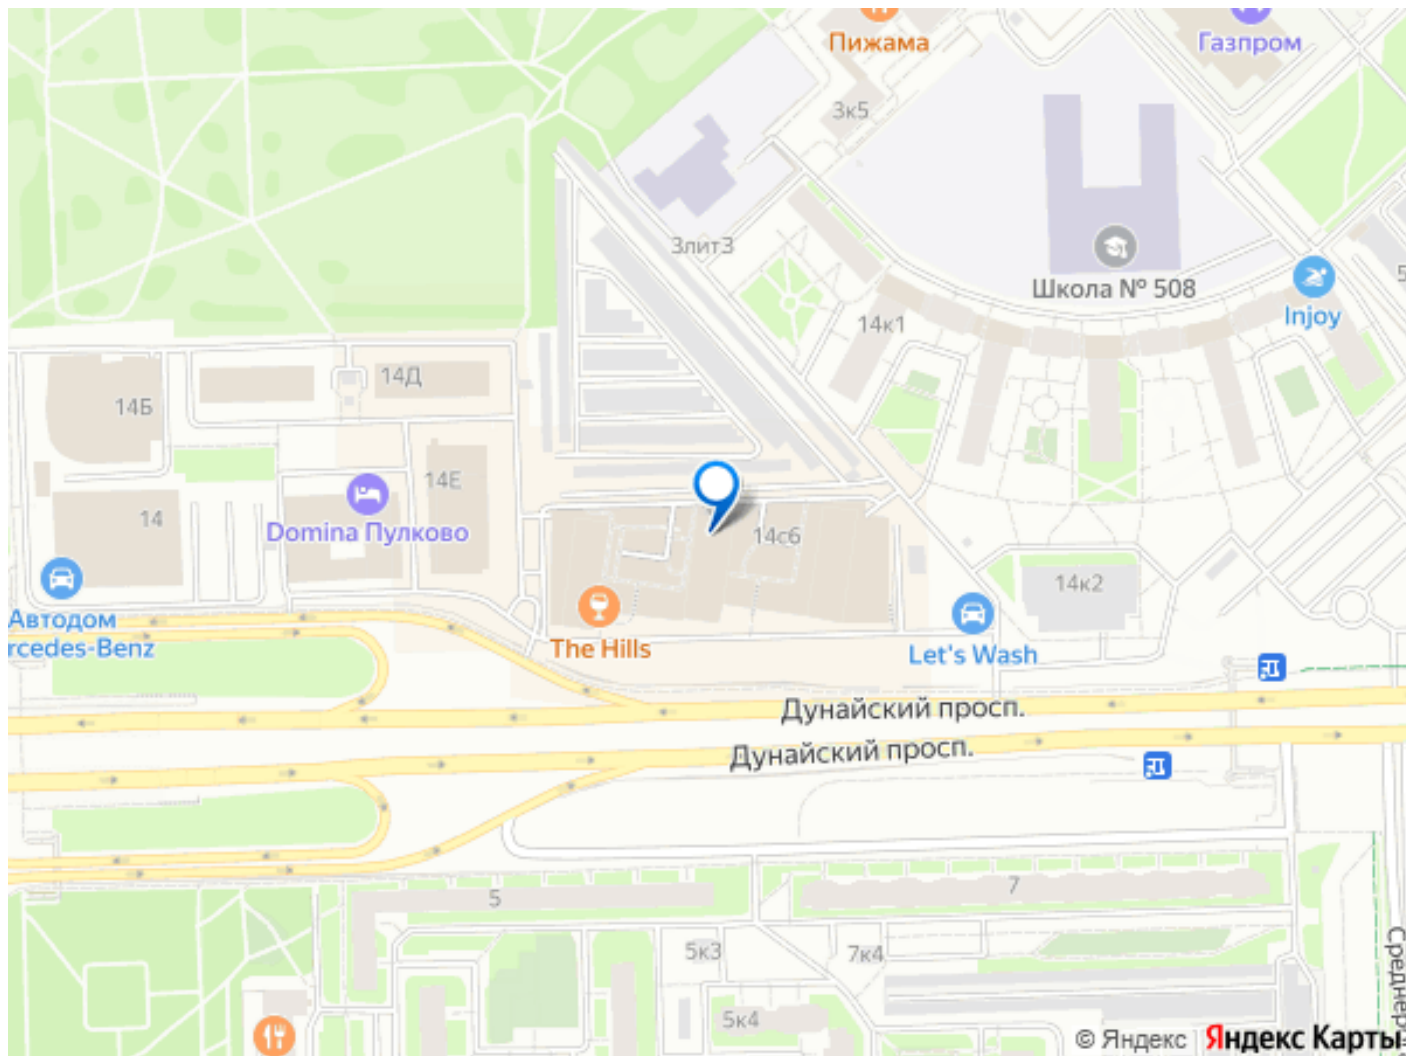 Пижама
Газпром
3к5
3лит3
Школа № 508
Injoy
14к1
14Д
14Б
14Е
14
Domina Пулково
14с6
14к2
Автодом
rcedes-Benz
The Hills
Let's Wash
Дунайский просп.
Дунайский просп.
5
7
5к3
7к4
5к4
Среднер
© Яндекс
Яндекс Карты